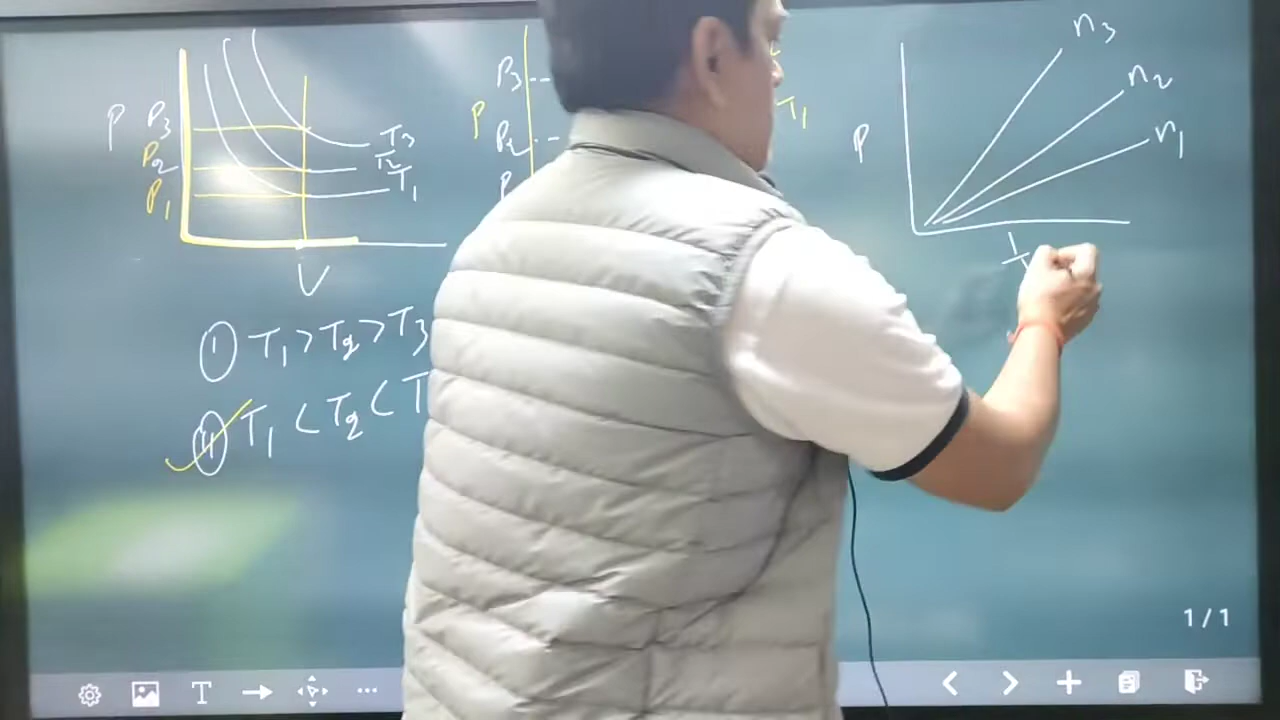 P
P3
P2
P1
T3
T2
T1
V
① T1 > T2 > T3
T1 < T2 < T
P
P3
P2
P
T1
P
n3
n2
n1
1
1/1
T